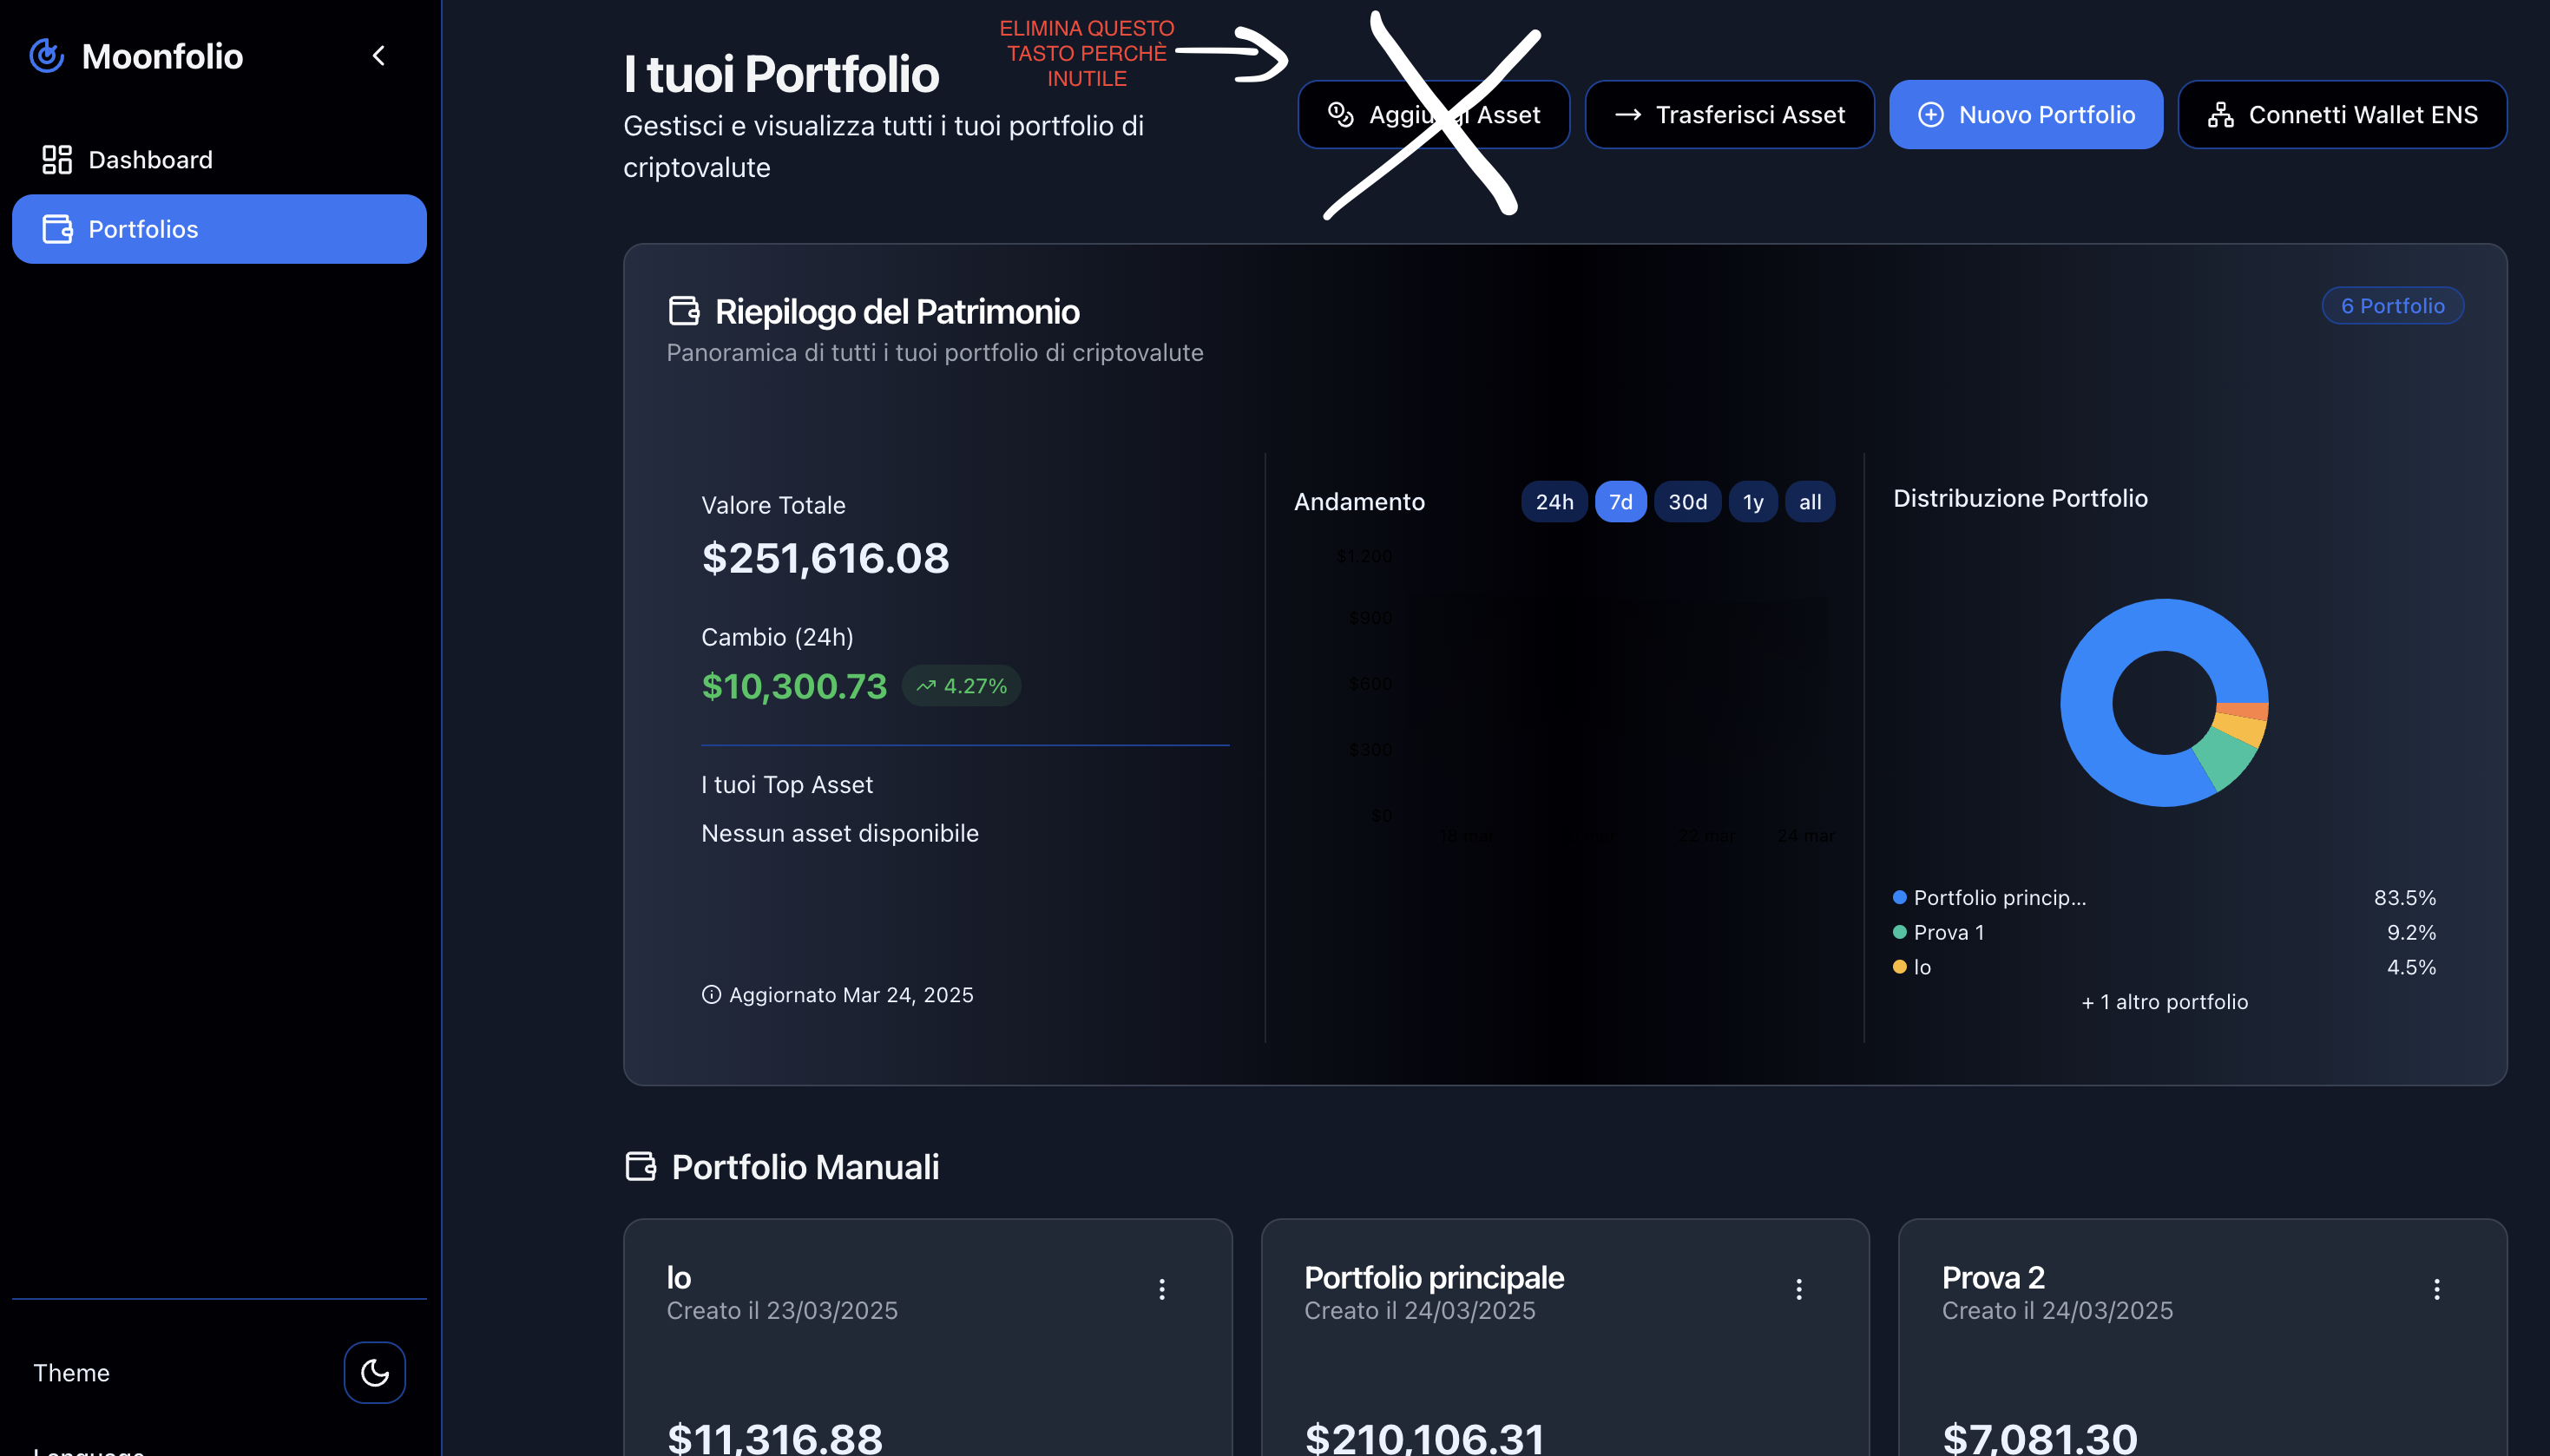 Moonfolio
Dashboard
Portfolios
Theme
I tuoi Portfolio
Gestisci e visualizza tutti i tuoi portfolio di
criptovalute
ELIMINA QUESTO
TASTO PERCHÈ
INUTILE
Aggiungi Asset
Trasferisci Asset
Nuovo Portfolio
Connetti Wallet ENS
Riepilogo del Patrimonio
Panoramica di tutti i tuoi portfolio di criptovalute
6 Portfolio
Valore Totale
$251,616.08
Cambio (24h)
$10,300.73
4.27%
I tuoi Top Asset
Nessun asset disponibile
Aggiornato Mar 24, 2025
Andamento
24h
7d
30d
1y
all
$1.200
$900
$600
$300
$0
18 mar
22 mar
24 mar
Distribuzione Portfolio
Portfolio princip... 83.5%
Prova 1 9.2%
Io 4.5%
+ 1 altro portfolio
Portfolio Manuali
Io
Creato il 23/03/2025
$11,316.88
Portfolio principale
Creato il 24/03/2025
$210,106.31
Prova 2
Creato il 24/03/2025
$7,081.30